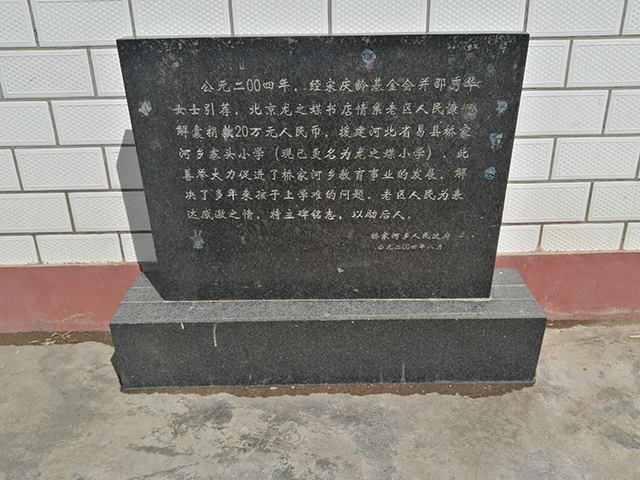 公元二00四年，经宋庆龄基金会并邵秀华
女士引荐，北京龙之媒书店情系老区人民慷慨
解囊捐款20万元人民币，援建河北省易县桥家
河乡寨头小学（现已更名为龙之媒小学），此
善举大力促进了桥家河乡教育事业的发展，解
决了多年来孩子上学难的问题，老区人民为表
达感激之情，特立碑铭志，以励后人。
桥家河乡人民政府
公元二00四年八月